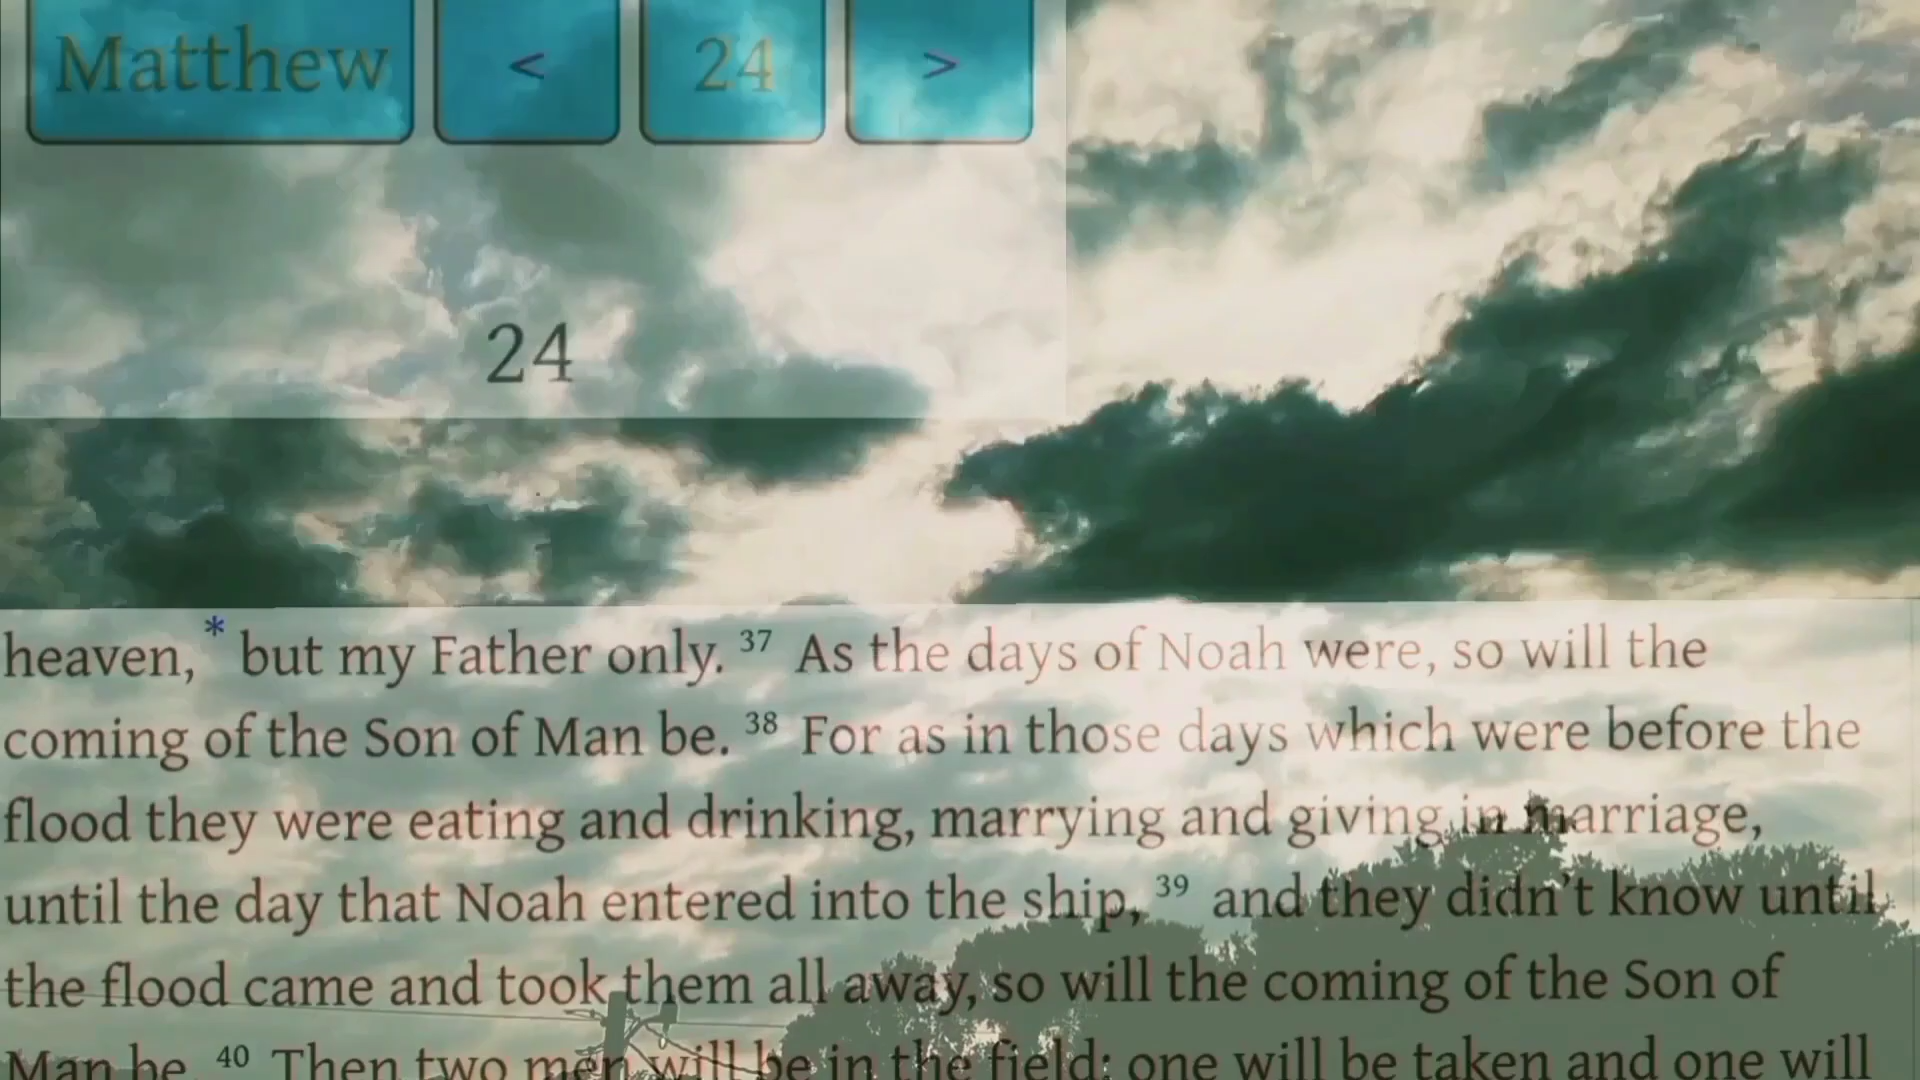 Matthew < 24 >
24
heaven,* but my Father only. 37 As the days of Noah were, so will the
coming of the Son of Man be. 38 For as in those days which were before the
flood they were eating and drinking, marrying and giving in marriage,
until the day that Noah entered into the ship, 39 and they didn't know until
the flood came and took them all away, so will the coming of the Son of
Man be. 40 Then two men will be in the field: one will be taken and one will